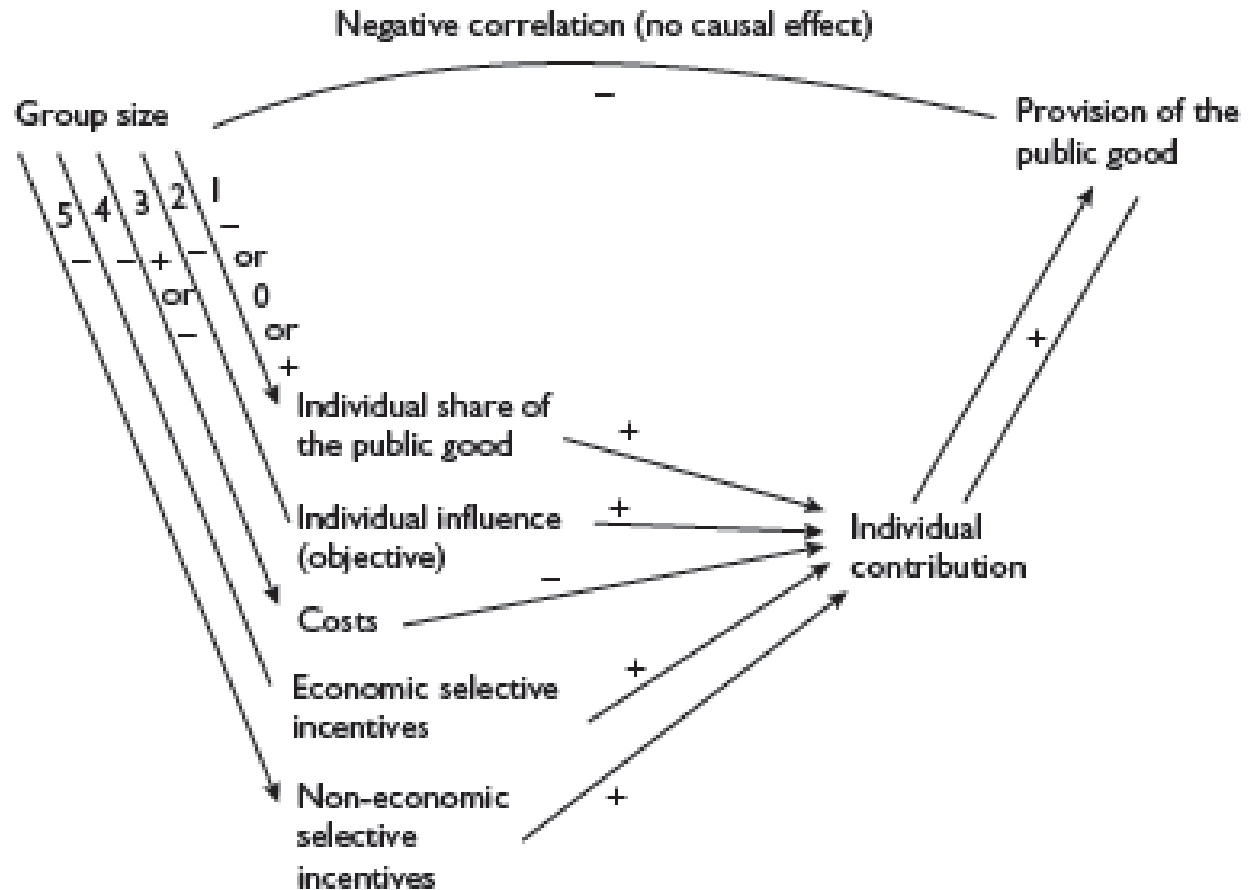 Negative correlation (no causal effect)
−
Group size
Provision of the
public good
5 4 3 2 1
− − + − −
or or
− 0
or
+
Individual share of
the public good
+
Individual influence
(objective)
+
Costs
−
Economic selective
incentives
+
Non-economic
selective
incentives
+
Individual
contribution
+